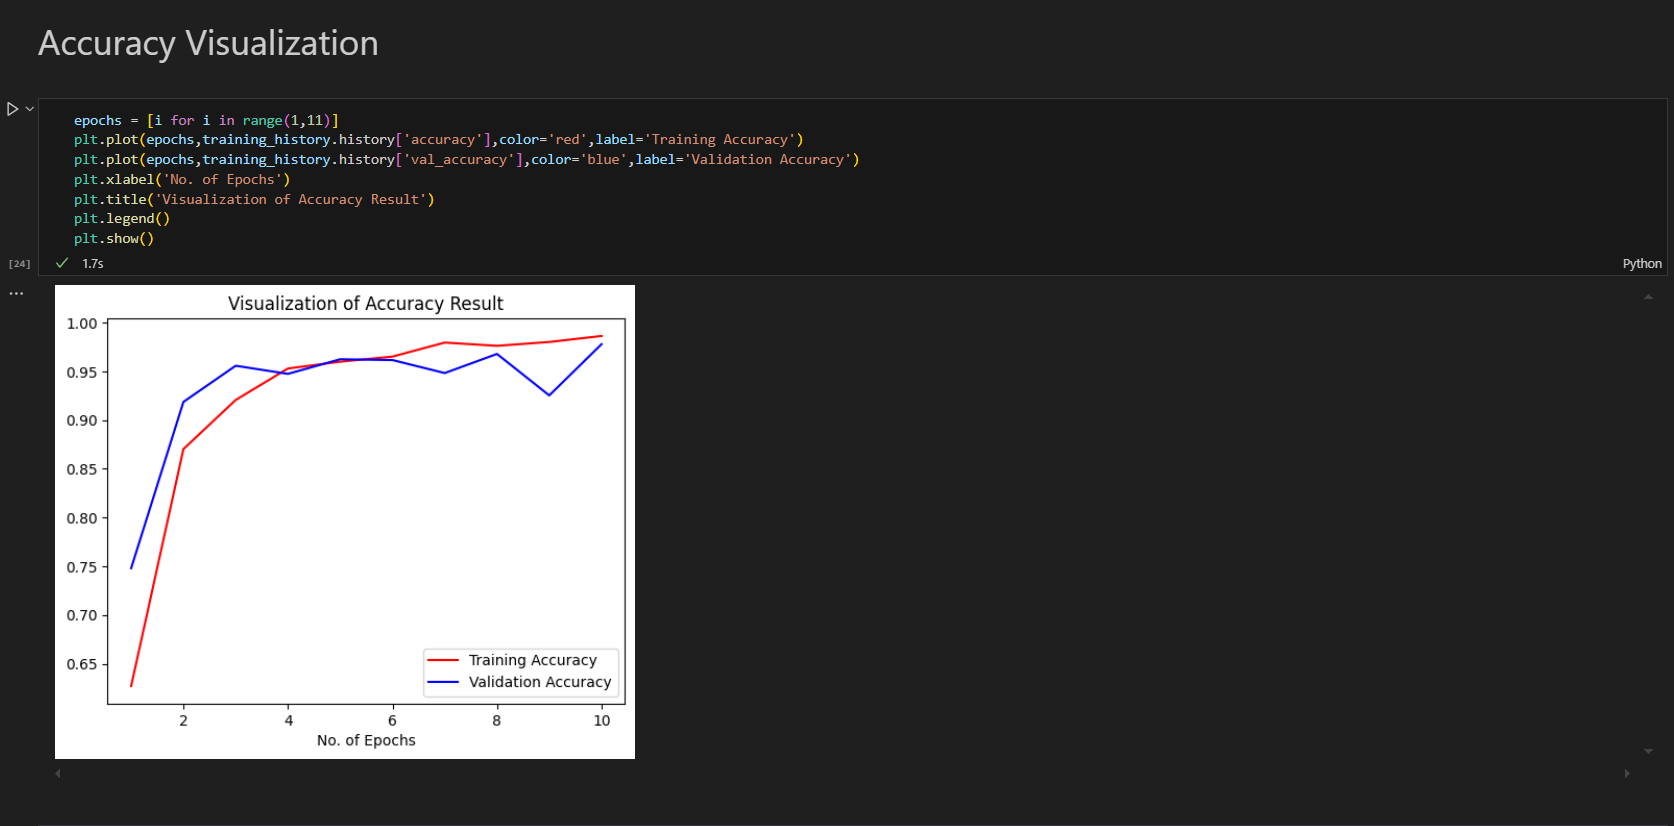 Accuracy Visualization
epochs = [i for i in range(1,11)]
plt.plot(epochs,training_history.history['accuracy'],color='red',label='Training Accuracy')
plt.plot(epochs,training_history.history['val_accuracy'],color='blue',label='Validation Accuracy')
plt.xlabel('No. of Epochs')
plt.title('Visualization of Accuracy Result')
plt.legend()
plt.show()
[24] 1.7s Python
Visualization of Accuracy Result
1.00
0.95
0.90
0.85
0.80
0.75
0.70
0.65
Training Accuracy
Validation Accuracy
2 4 6 8 10
No. of Epochs